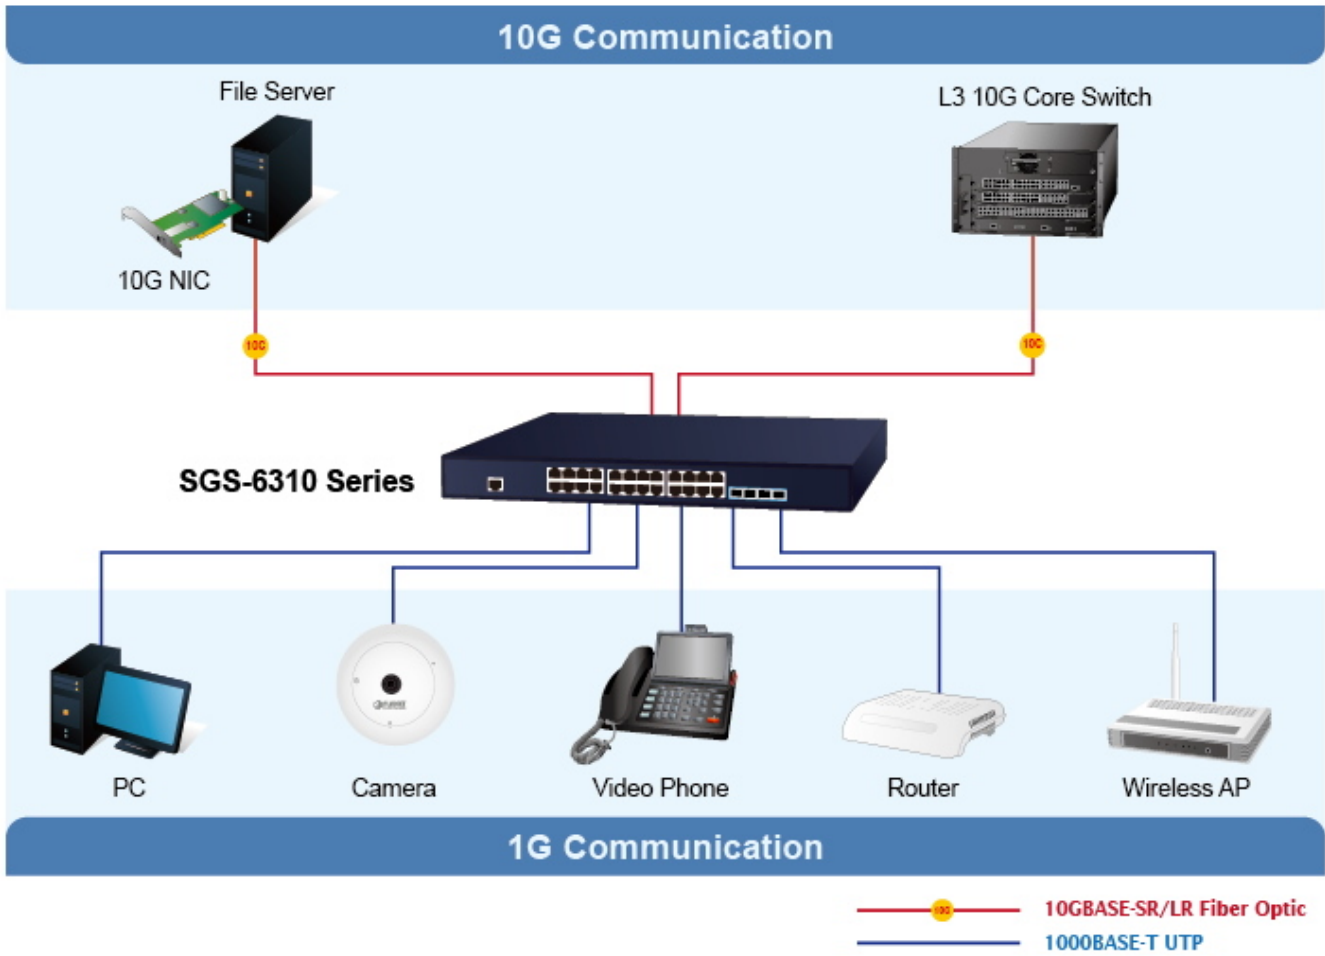 10G Communication
File Server
L3 10G Core Switch
10G NIC
10G
10G
SGS-6310 Series
PC
Camera
Video Phone
Router
Wireless AP
1G Communication
10G
10GBASE-SR/LR Fiber Optic
1000BASE-T UTP